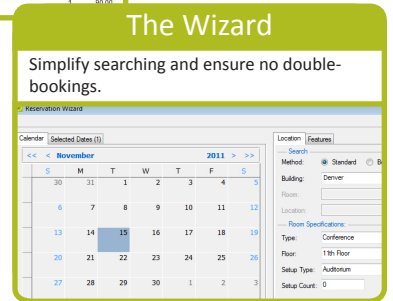 1 90.00
The Wizard
Simplify searching and ensure no double-
bookings.
Reservation Wizard
Calendar Selected Dates (1)
Location Features
<< < November 2011 > >>
S M T W T F S
30 31 1 2 3 4 5
6 7 8 9 10 11 12
13 14 15 16 17 18 19
20 21 22 23 24 25 26
27 28 29 30 1 2 3
Search
Method: Standard
Building: Denver
Room:
Location:
Room Specifications:
Type: Conference
Floor: 11th Floor
Setup Type: Auditorium
Setup Count: 0